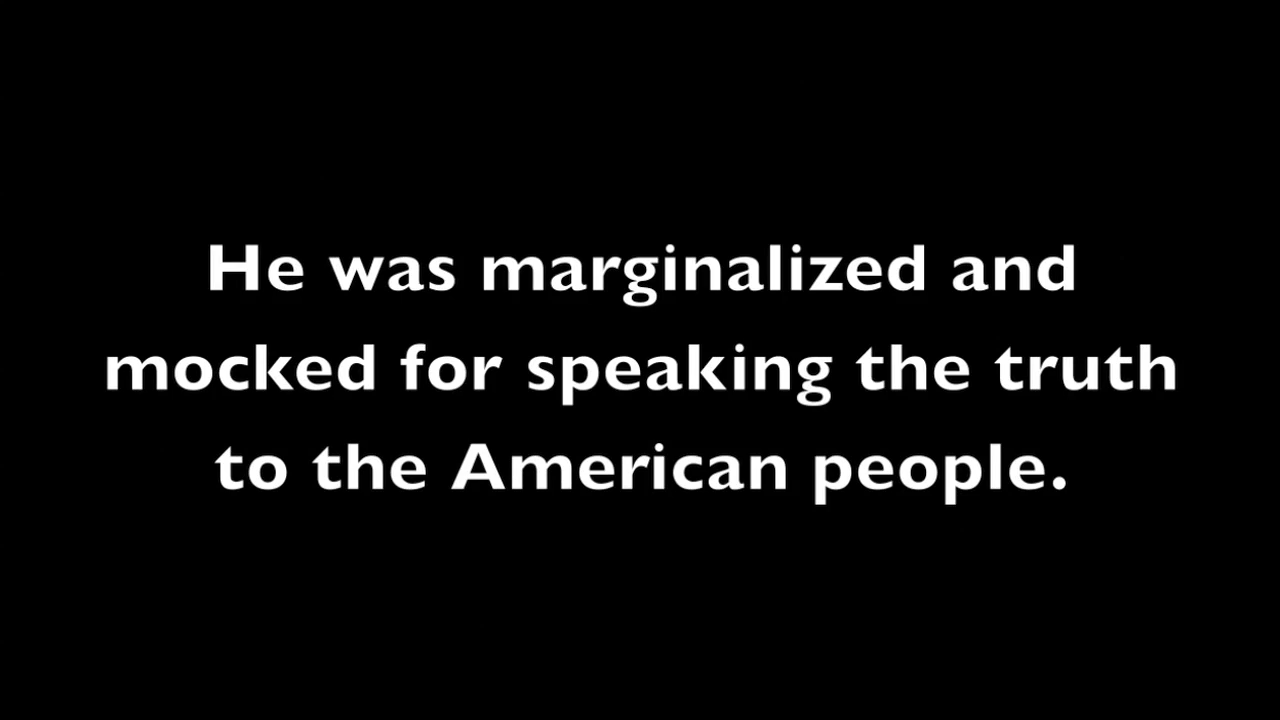 He was marginalized and
mocked for speaking the truth
to the American people.